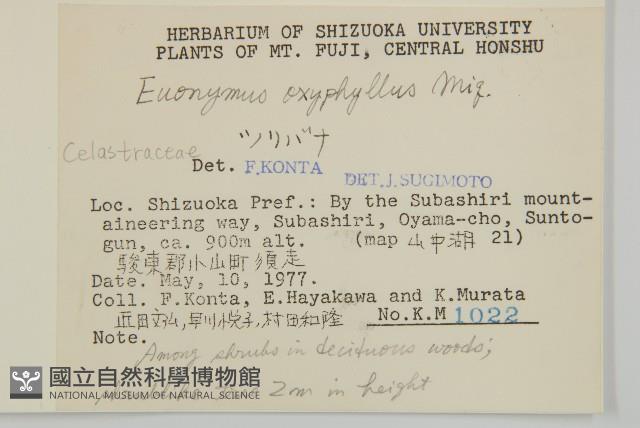 HERBARIUM OF SHIZUOKA UNIVERSITY
PLANTS OF MT. FUJI, CENTRAL HONSHU
Euonymus oxyphyllus Miq.
ツリバナ
Celastraceae
Det. F.KONTA DET.J.SUGIMOTO
Loc. Shizuoka Pref.: By the Subashiri mount-
aineering way, Subashiri, Oyama-cho, Sunto-
gun, ca. 900m alt. (map 山中湖 21)
駿東郡小山町須走
Date. May, 10, 1977.
Coll. F.Konta, E.Hayakawa and K.Murata
田文弘, 早川悦子, 村田和隆 No.K.M 1022
Note.
Among shrubs in deciduous woods;
2m in height
國立自然科學博物館
NATIONAL MUSEUM OF NATURAL SCIENCE